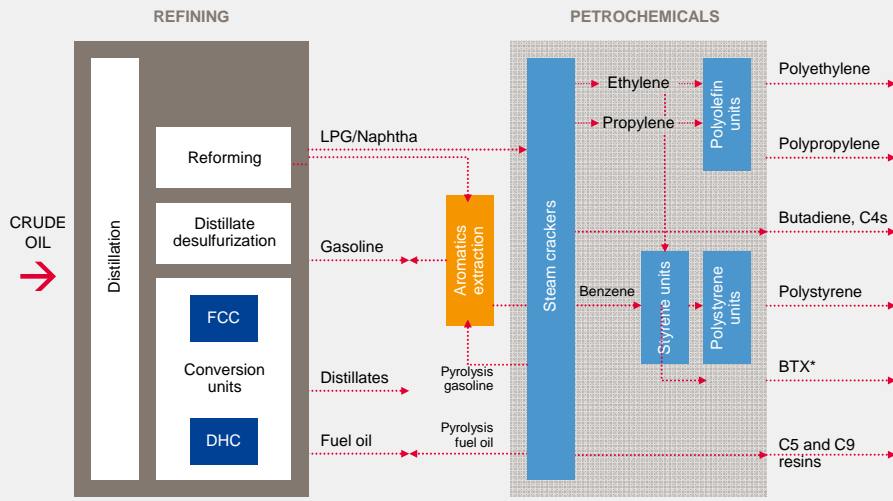 REFINING
PETROCHEMICALS
CRUDE
OIL
Distillation
Reforming
Distillate
desulfurization
FCC
Conversion
units
DHC
LPG/Naphtha
Gasoline
Distillates
Fuel oil
Aromatics
extraction
Pyrolysis
gasoline
Pyrolysis
fuel oil
Steam crackers
Ethylene
Propylene
Benzene
Polyolefin
units
Styrene units
Polystyrene
units
Polyethylene
Polypropylene
Butadiene, C4s
Polystyrene
BTX*
C5 and C9
resins